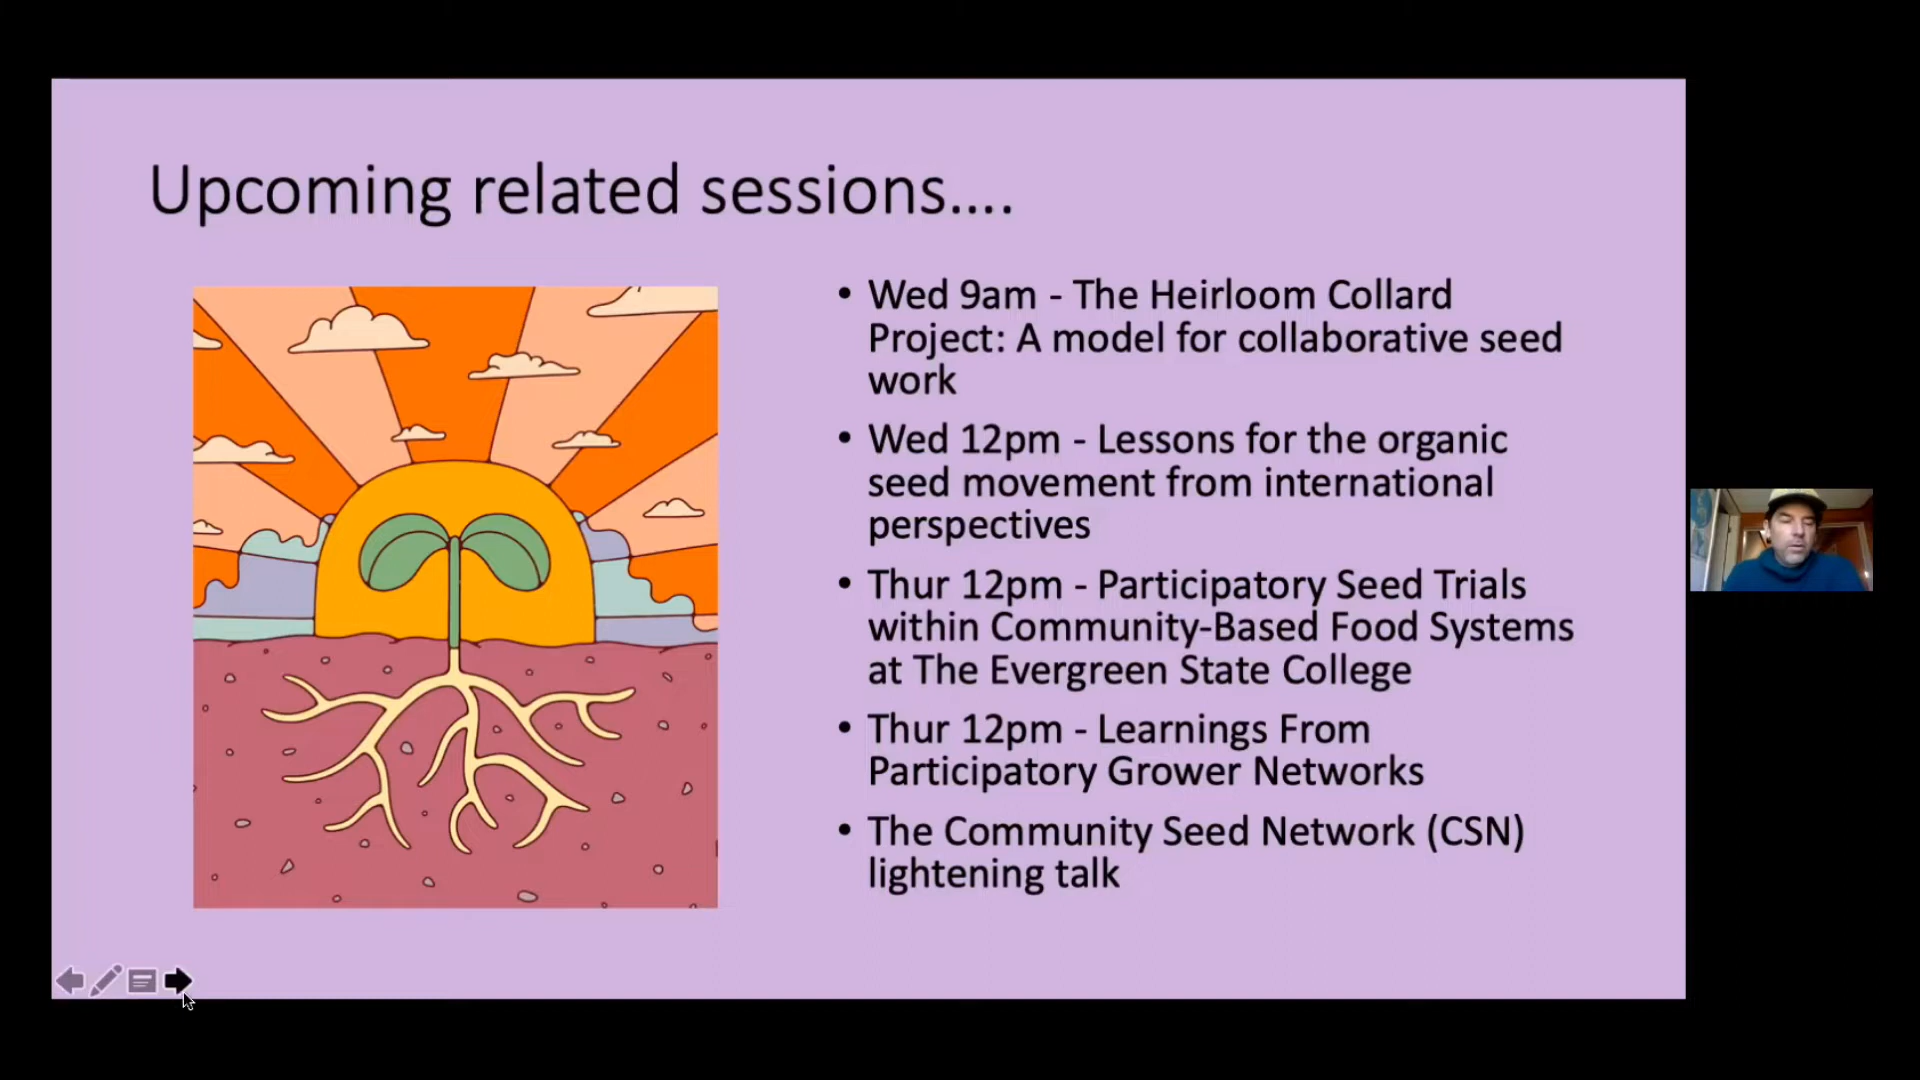 Upcoming related sessions....
• Wed 9am - The Heirloom Collard
Project: A model for collaborative seed
work
• Wed 12pm - Lessons for the organic
seed movement from international
perspectives
• Thur 12pm - Participatory Seed Trials
within Community-Based Food Systems
at The Evergreen State College
• Thur 12pm - Learnings From
Participatory Grower Networks
• The Community Seed Network (CSN)
lightening talk